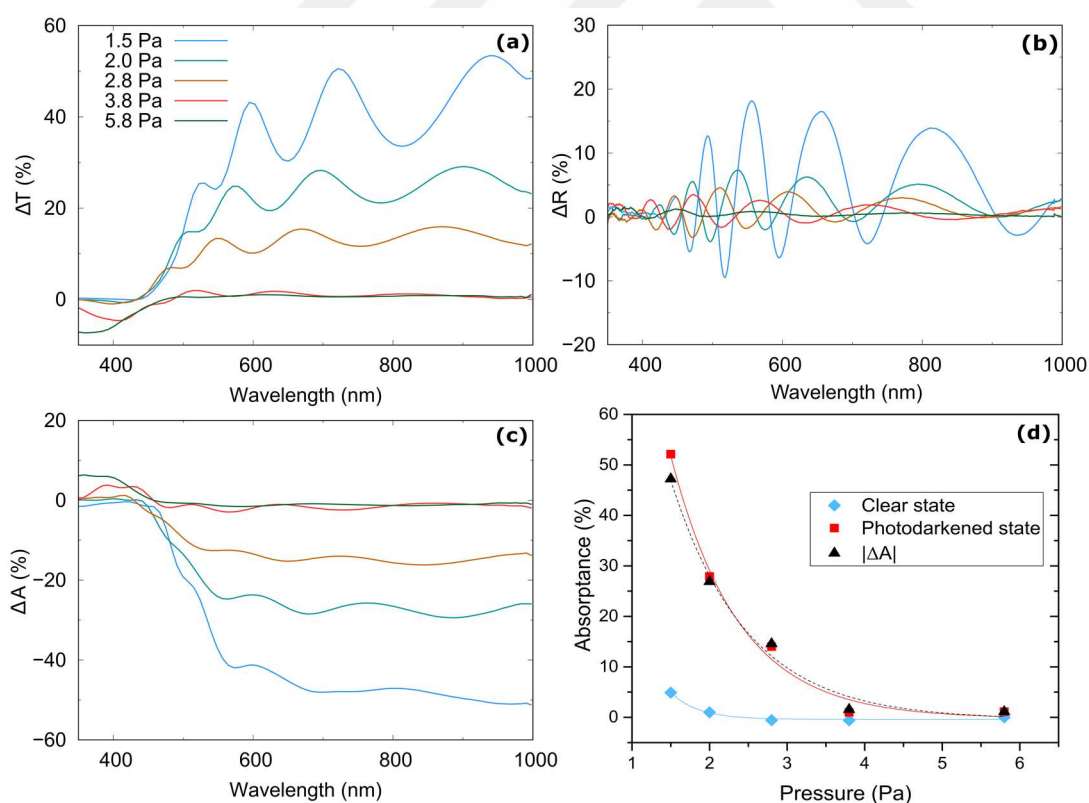 (a)
60
40
20
0
ΔT (%)
1.5 Pa
2.0 Pa
2.8 Pa
3.8 Pa
5.8 Pa
400 600 800 1000
Wavelength (nm)
(b)
30
20
10
0
−10
−20
ΔR (%)
400 600 800 1000
Wavelength (nm)
(c)
20
0
−20
−40
−60
ΔA (%)
400 600 800 1000
Wavelength (nm)
(d)
60
50
40
30
20
10
0
Absorptance (%)
Clear state
Photodarkened state
|ΔA|
1 2 3 4 5 6
Pressure (Pa)